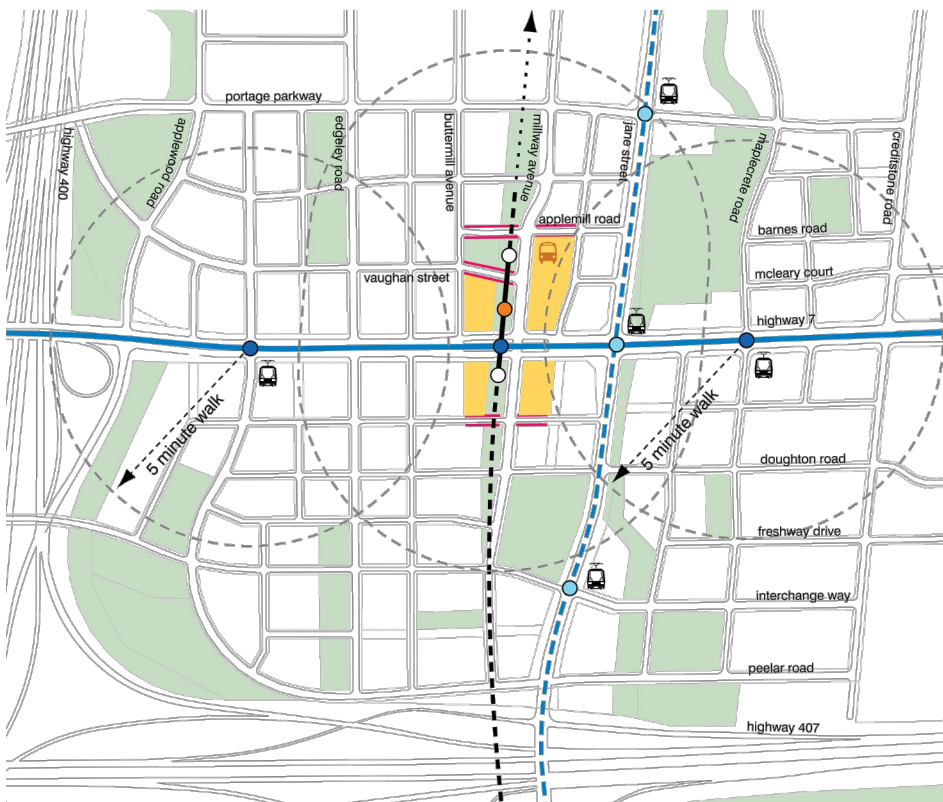 portage parkway
highway 400
applewood road
edgeley road
buttermill avenue
millway avenue
jane street
maplecrete road
creditstone road
applemill road
barnes road
vaughan street
mcleary court
highway 7
5 minute walk
5 minute walk
doughton road
freshway drive
interchange way
peelar road
highway 407